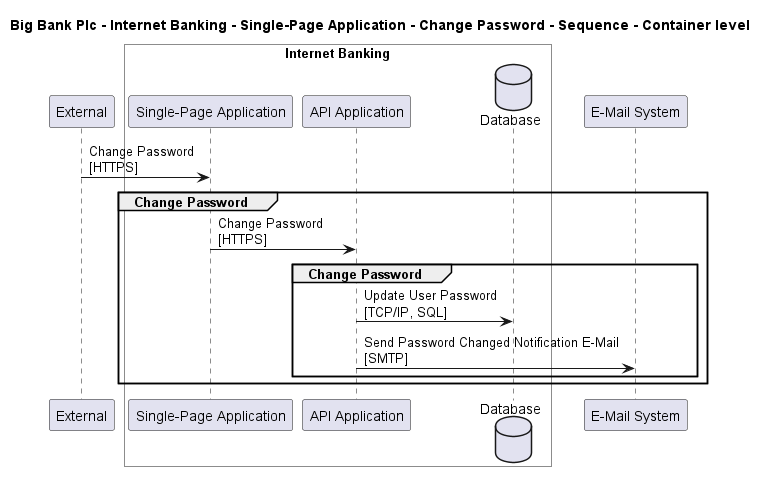 Big Bank Plc - Internet Banking - Single-Page Application - Change Password - Sequence - Container level
Internet Banking
External
Single-Page Application
API Application
Database
E-Mail System
Change Password
[HTTPS]
Change Password
Change Password
[HTTPS]
Change Password
Update User Password
[TCP/IP, SQL]
Send Password Changed Notification E-Mail
[SMTP]
External
Single-Page Application
API Application
Database
E-Mail System